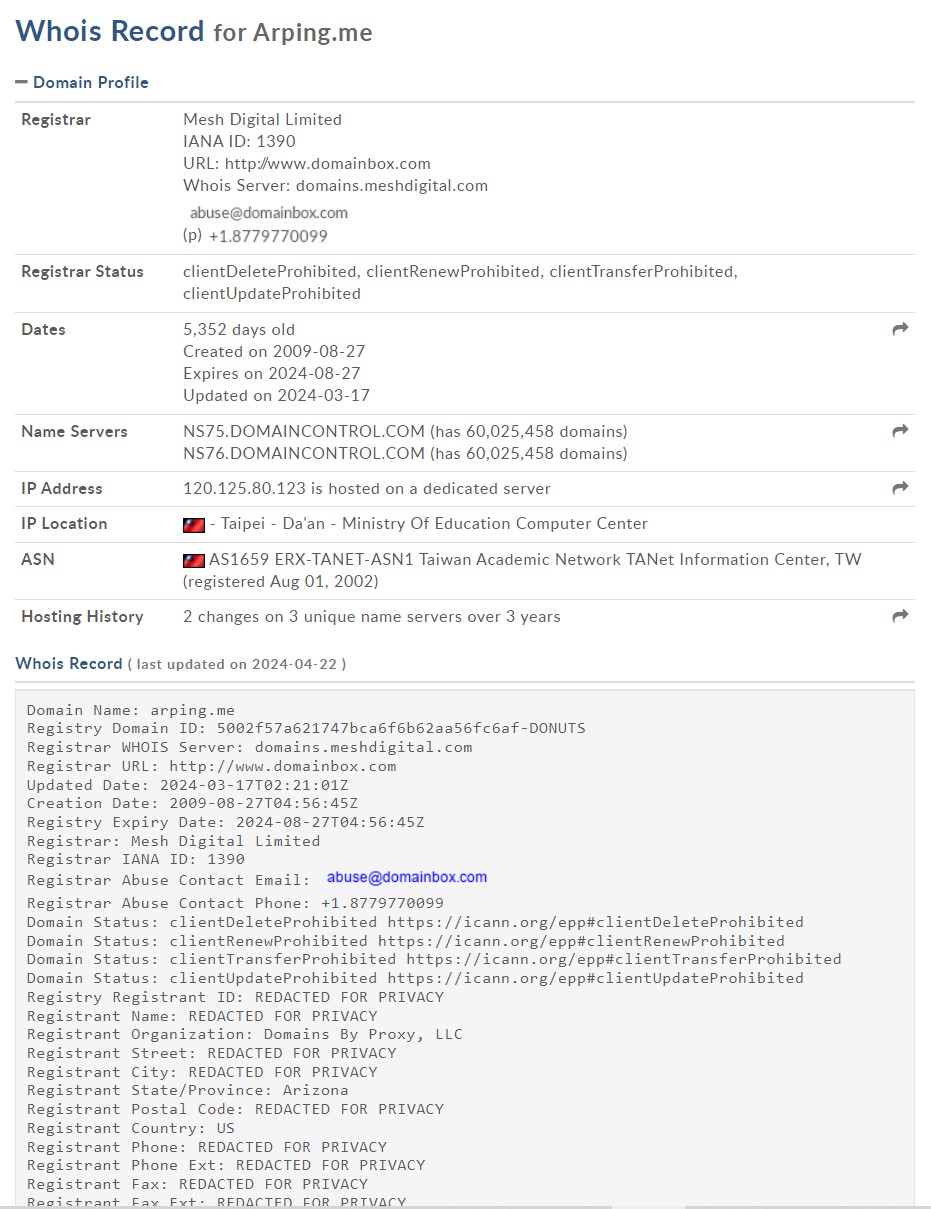 Whois Record for Arping.me
Domain Profile
Registrar
Mesh Digital Limited
IANA ID: 1390
URL: http://www.domainbox.com
Whois Server: domains.meshdigital.com
abuse@domainbox.com
(p) +1.8779770099
Registrar Status
clientDeleteProhibited, clientRenewProhibited, clientTransferProhibited,
clientUpdateProhibited
Dates
5,352 days old
Created on 2009-08-27
Expires on 2024-08-27
Updated on 2024-03-17
Name Servers
NS75.DOMAINCONTROL.COM (has 60,025,458 domains)
NS76.DOMAINCONTROL.COM (has 60,025,458 domains)
IP Address
120.125.80.123 is hosted on a dedicated server
IP Location
- Taipei - Da'an - Ministry Of Education Computer Center
ASN
AS1659 ERX-TANET-ASN1 Taiwan Academic Network TANet Information Center, TW
(registered Aug 01, 2002)
Hosting History
2 changes on 3 unique name servers over 3 years
Whois Record ( last updated on 2024-04-22 )
Domain Name: arping.me
Registry Domain ID: 5002f57a621747bca6f6b62aa56fc6af-DONUTS
Registrar WHOIS Server: domains.meshdigital.com
Registrar URL: http://www.domainbox.com
Updated Date: 2024-03-17T02:21:01Z
Creation Date: 2009-08-27T04:56:45Z
Registry Expiry Date: 2024-08-27T04:56:45Z
Registrar: Mesh Digital Limited
Registrar IANA ID: 1390
Registrar Abuse Contact Email: abuse@domainbox.com
Registrar Abuse Contact Phone: +1.8779770099
Domain Status: clientDeleteProhibited https://icann.org/epp#clientDeleteProhibited
Domain Status: clientRenewProhibited https://icann.org/epp#clientRenewProhibited
Domain Status: clientTransferProhibited https://icann.org/epp#clientTransferProhibited
Domain Status: clientUpdateProhibited https://icann.org/epp#clientUpdateProhibited
Registry Registrant ID: REDACTED FOR PRIVACY
Registrant Name: REDACTED FOR PRIVACY
Registrant Organization: Domains By Proxy, LLC
Registrant Street: REDACTED FOR PRIVACY
Registrant City: REDACTED FOR PRIVACY
Registrant State/Province: Arizona
Registrant Postal Code: REDACTED FOR PRIVACY
Registrant Country: US
Registrant Phone: REDACTED FOR PRIVACY
Registrant Phone Ext: REDACTED FOR PRIVACY
Registrant Fax: REDACTED FOR PRIVACY
Registrant Fax Ext: REDACTED FOR PRIVACY